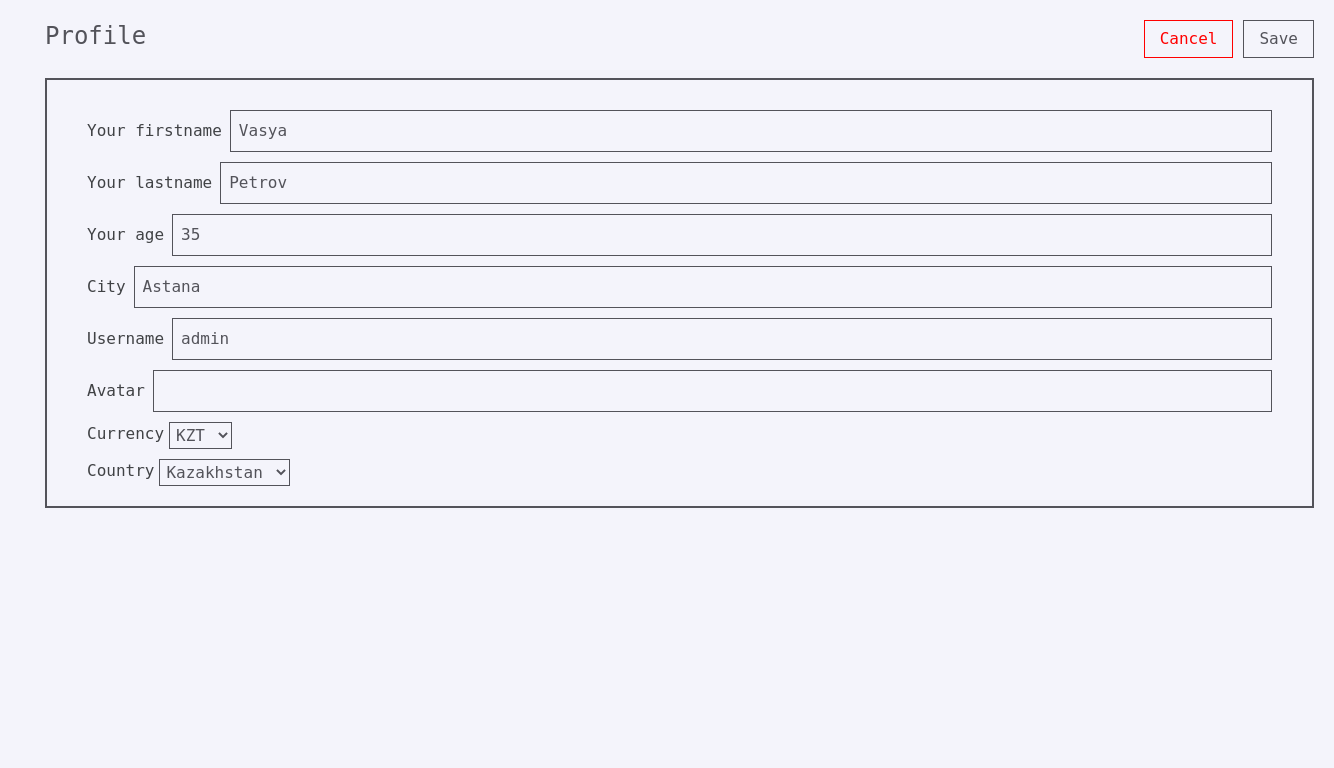 Profile
Cancel
Save
Your firstname Vasya
Your lastname Petrov
Your age 35
City Astana
Username admin
Avatar
Currency KZT
Country Kazakhstan